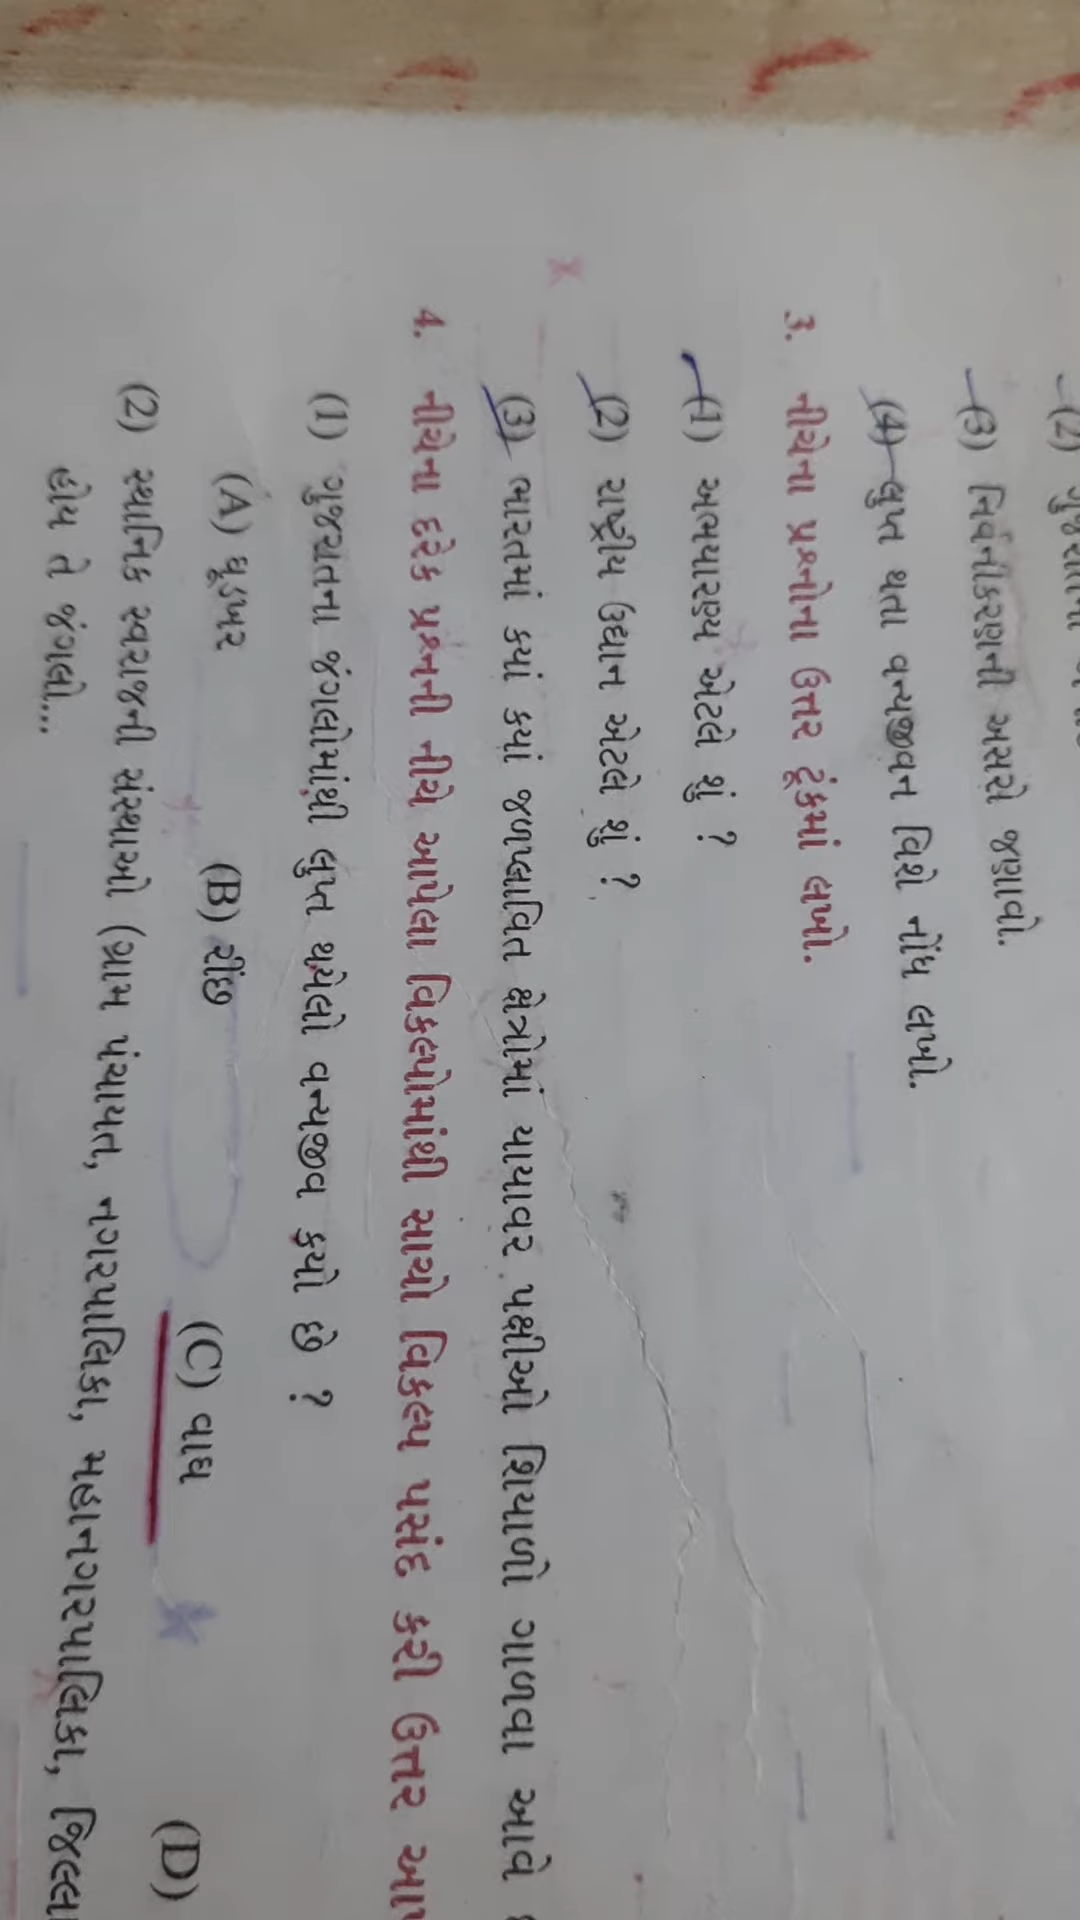 (3) નિર્વનીકરણની અસરો જણાવો.
(4) લુપ્ત થતા વન્યજીવન વિશે નોંધ લખો.
3. નીચેના પ્રશ્નોના ઉત્તર ટૂંકમાં લખો.
(1) અભયારણ્ય એટલે શું ?
(2) રાષ્ટ્રીય ઉદ્યાન એટલે શું ?
(3) ભારતમાં ક્યાં ક્યાં જળપ્લાવિત ક્ષેત્રોમાં યાયાવર પક્ષીઓ શિયાળો ગાળવા આવે
4. નીચેના દરેક પ્રશ્નની નીચે આપેલા વિકલ્પોમાંથી સાચો વિકલ્પ પસંદ કરી ઉત્તર
(1) ગુજરાતના જંગલોમાંથી લુપ્ત થયેલો વન્યજીવ કયો છે ?
(A) ઘુડખર (B) રીંછ (C) વાઘ (D)
(2) સ્થાનિક સ્વરાજની સંસ્થાઓ (ગ્રામ પંચાયત, નગરપાલિકા, મહાનગરપાલિકા,
હોય તે જંગલો....